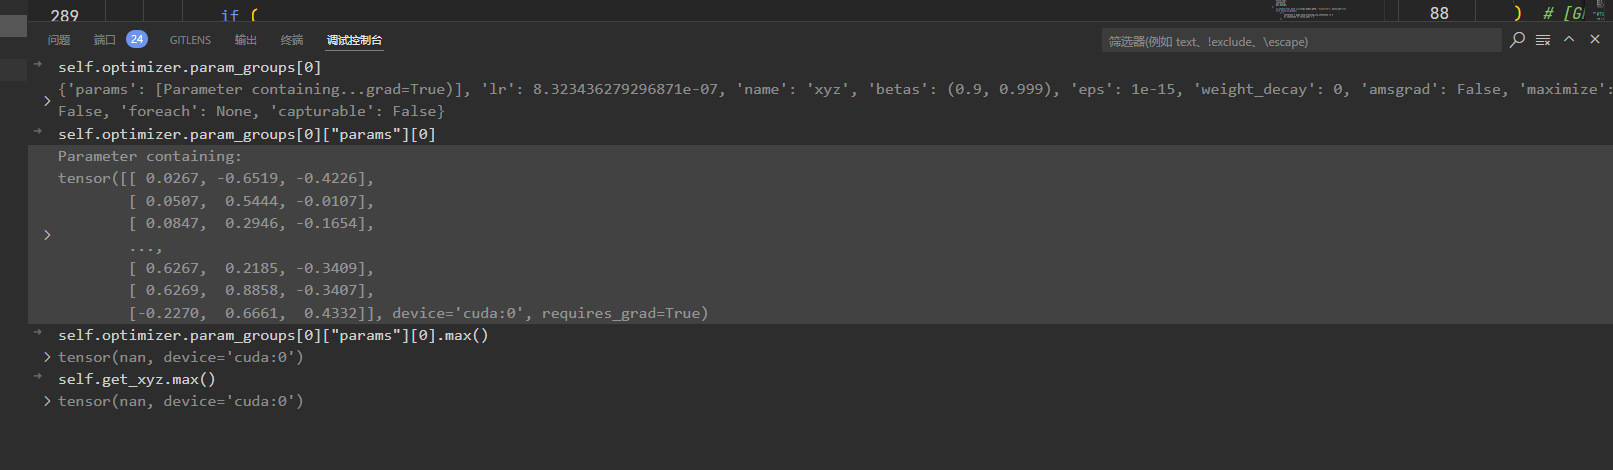 289 if ( 88 ) # [G
问题 端口 24 GITLENS 输出 终端 调试控制台 筛选器(例如 text、!exclude、\escape)
self.optimizer.param_groups[0]
{'params': [Parameter containing...grad=True)], 'lr': 8.323436279296871e-07, 'name': 'xyz', 'betas': (0.9, 0.999), 'eps': 1e-15, 'weight_decay': 0, 'amsgrad': False, 'maximize':
False, 'foreach': None, 'capturable': False}
self.optimizer.param_groups[0]["params"][0]
Parameter containing:
tensor([[ 0.0267, -0.6519, -0.4226],
[ 0.0507, 0.5444, -0.0107],
[ 0.0847, 0.2946, -0.1654],
...,
[ 0.6267, 0.2185, -0.3409],
[ 0.6269, 0.8858, -0.3407],
[-0.2270, 0.6661, 0.4332]], device='cuda:0', requires_grad=True)
self.optimizer.param_groups[0]["params"][0].max()
tensor(nan, device='cuda:0')
self.get_xyz.max()
tensor(nan, device='cuda:0')